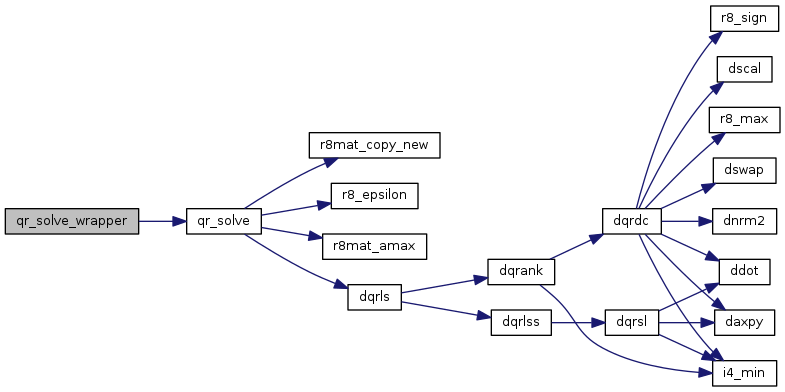 r8_sign
dscal
r8_max
r8mat_copy_new
dswap
r8_epsilon
qr_solve_wrapper
qr_solve
dqrdc
dnrm2
r8mat_amax
dqrank
ddot
dqrls
dqrlss
dqrsl
daxpy
i4_min